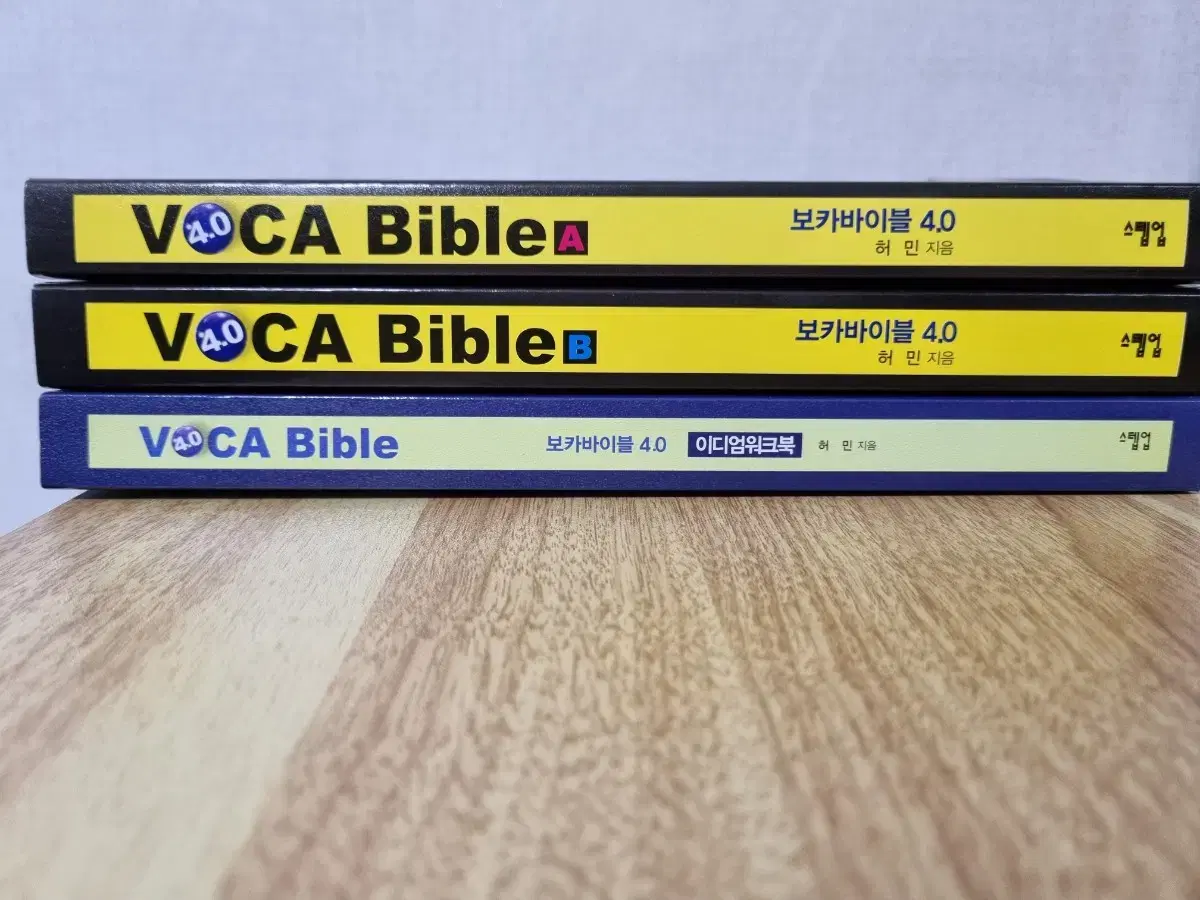 V4.0CA Bible A 보카바이블 4.0 스텝업
허 민 지음
V4.0CA Bible B 보카바이블 4.0 스텝업
허 민 지음
V4.0CA Bible 보카바이블 4.0 이디엄워크북 허 민 지음 스텝업